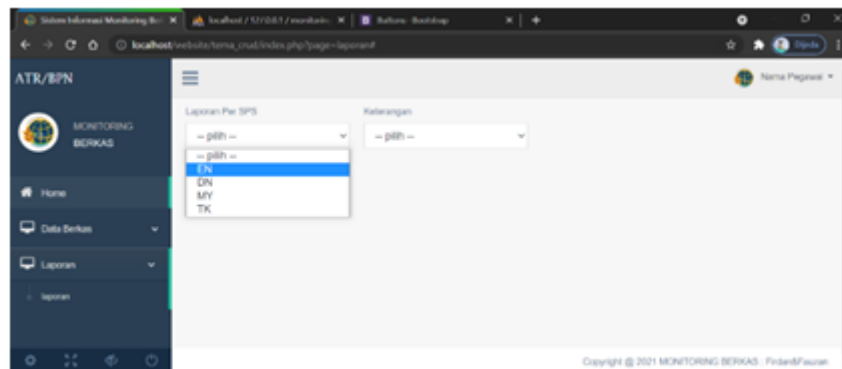 Sistem Informasi Monitoring Ber
localhost / 127.0.0.1 / monitorin
Buttons · Bootstrap
localhost/website/tema_crud/index.php?page=laporan#
Dijeda
ATR/BPN
Nama Pegawai
MONITORING
BERKAS
Laporan Per SPS
Keterangan
-- pilih --
-- pilih --
-- pilih --
EN
DN
MY
TK
Home
Data Berkas
Laporan
laporan
Copyright @ 2021 MONITORING BERKAS : Firdan&Fauzan